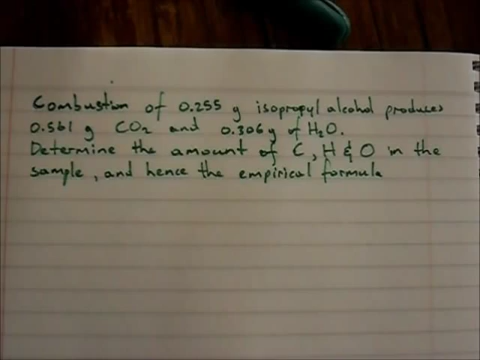 Combustion of 0.255 g isopropyl alcohol produces
0.561 g CO₂ and 0.306 g of H₂O.
Determine the amount of C, H & O in the
sample, and hence the empirical formula